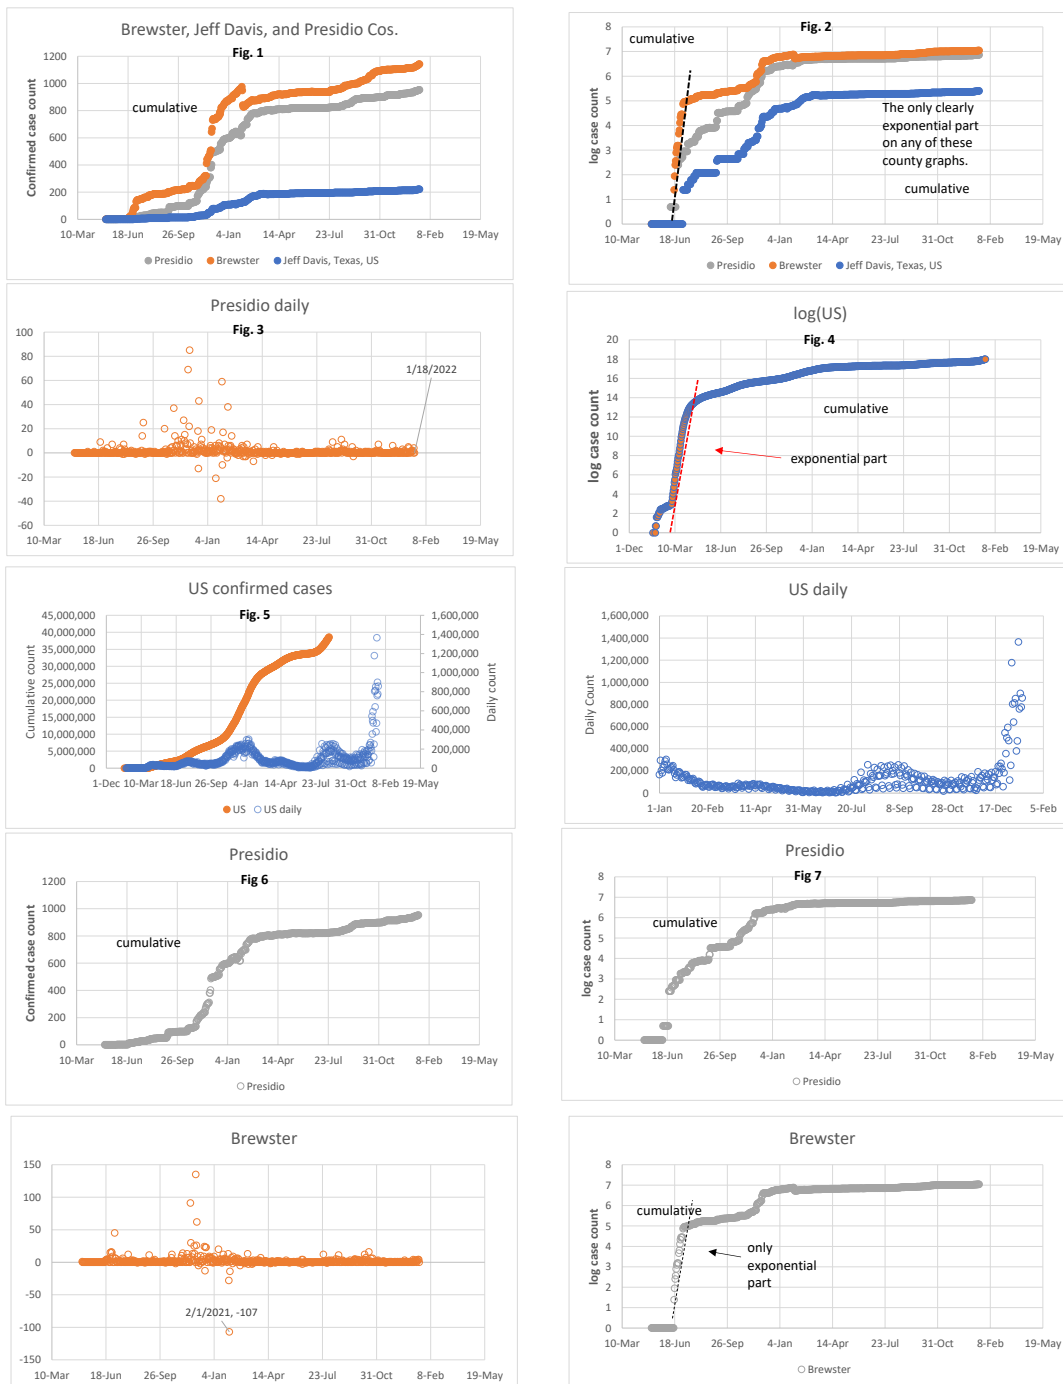 Brewster, Jeff Davis, and Presidio Cos.
Fig. 1
cumulative
Confirmed case count
1200
1000
800
600
400
200
0
10-Mar 18-Jun 26-Sep 4-Jan 14-Apr 23-Jul 31-Oct 8-Feb 19-May
Presidio Brewster Jeff Davis, Texas, US
Fig. 2
cumulative
log case count
8
7
6
5
4
3
2
1
0
The only clearly
exponential part
on any of these
county graphs.
cumulative
10-Mar 18-Jun 26-Sep 4-Jan 14-Apr 23-Jul 31-Oct 8-Feb 19-May
Presidio Brewster Jeff Davis, Texas, US
Presidio daily
Fig. 3
100
80
60
40
20
0
-20
-40
-60
1/18/2022
10-Mar 18-Jun 26-Sep 4-Jan 14-Apr 23-Jul 31-Oct 8-Feb 19-May
log(US)
Fig. 4
log case count
20
18
16
14
12
10
8
6
4
2
0
cumulative
exponential part
1-Dec 10-Mar 18-Jun 26-Sep 4-Jan 14-Apr 23-Jul 31-Oct 8-Feb 19-May
US confirmed cases
Fig. 5
Cumulative count
45,000,000
40,000,000
35,000,000
30,000,000
25,000,000
20,000,000
15,000,000
10,000,000
5,000,000
0
1,600,000
1,400,000
1,200,000
1,000,000
800,000
600,000
400,000
200,000
0
Daily count
1-Dec 10-Mar 18-Jun 26-Sep 4-Jan 14-Apr 23-Jul 31-Oct 8-Feb 19-May
US US daily
US daily
Daily Count
1,600,000
1,400,000
1,200,000
1,000,000
800,000
600,000
400,000
200,000
0
1-Jan 20-Feb 11-Apr 31-May 20-Jul 8-Sep 28-Oct 17-Dec 5-Feb
Presidio
Fig 6
cumulative
Confirmed case count
1200
1000
800
600
400
200
0
10-Mar 18-Jun 26-Sep 4-Jan 14-Apr 23-Jul 31-Oct 8-Feb 19-May
Presidio
Presidio
Fig 7
cumulative
log case count
8
7
6
5
4
3
2
1
0
10-Mar 18-Jun 26-Sep 4-Jan 14-Apr 23-Jul 31-Oct 8-Feb 19-May
Presidio
Brewster
150
100
50
0
-50
-100
-150
2/1/2021, -107
10-Mar 18-Jun 26-Sep 4-Jan 14-Apr 23-Jul 31-Oct 8-Feb 19-May
Brewster
cumulative
log case count
8
7
6
5
4
3
2
1
0
only
exponential
part
10-Mar 18-Jun 26-Sep 4-Jan 14-Apr 23-Jul 31-Oct 8-Feb 19-May
Brewster